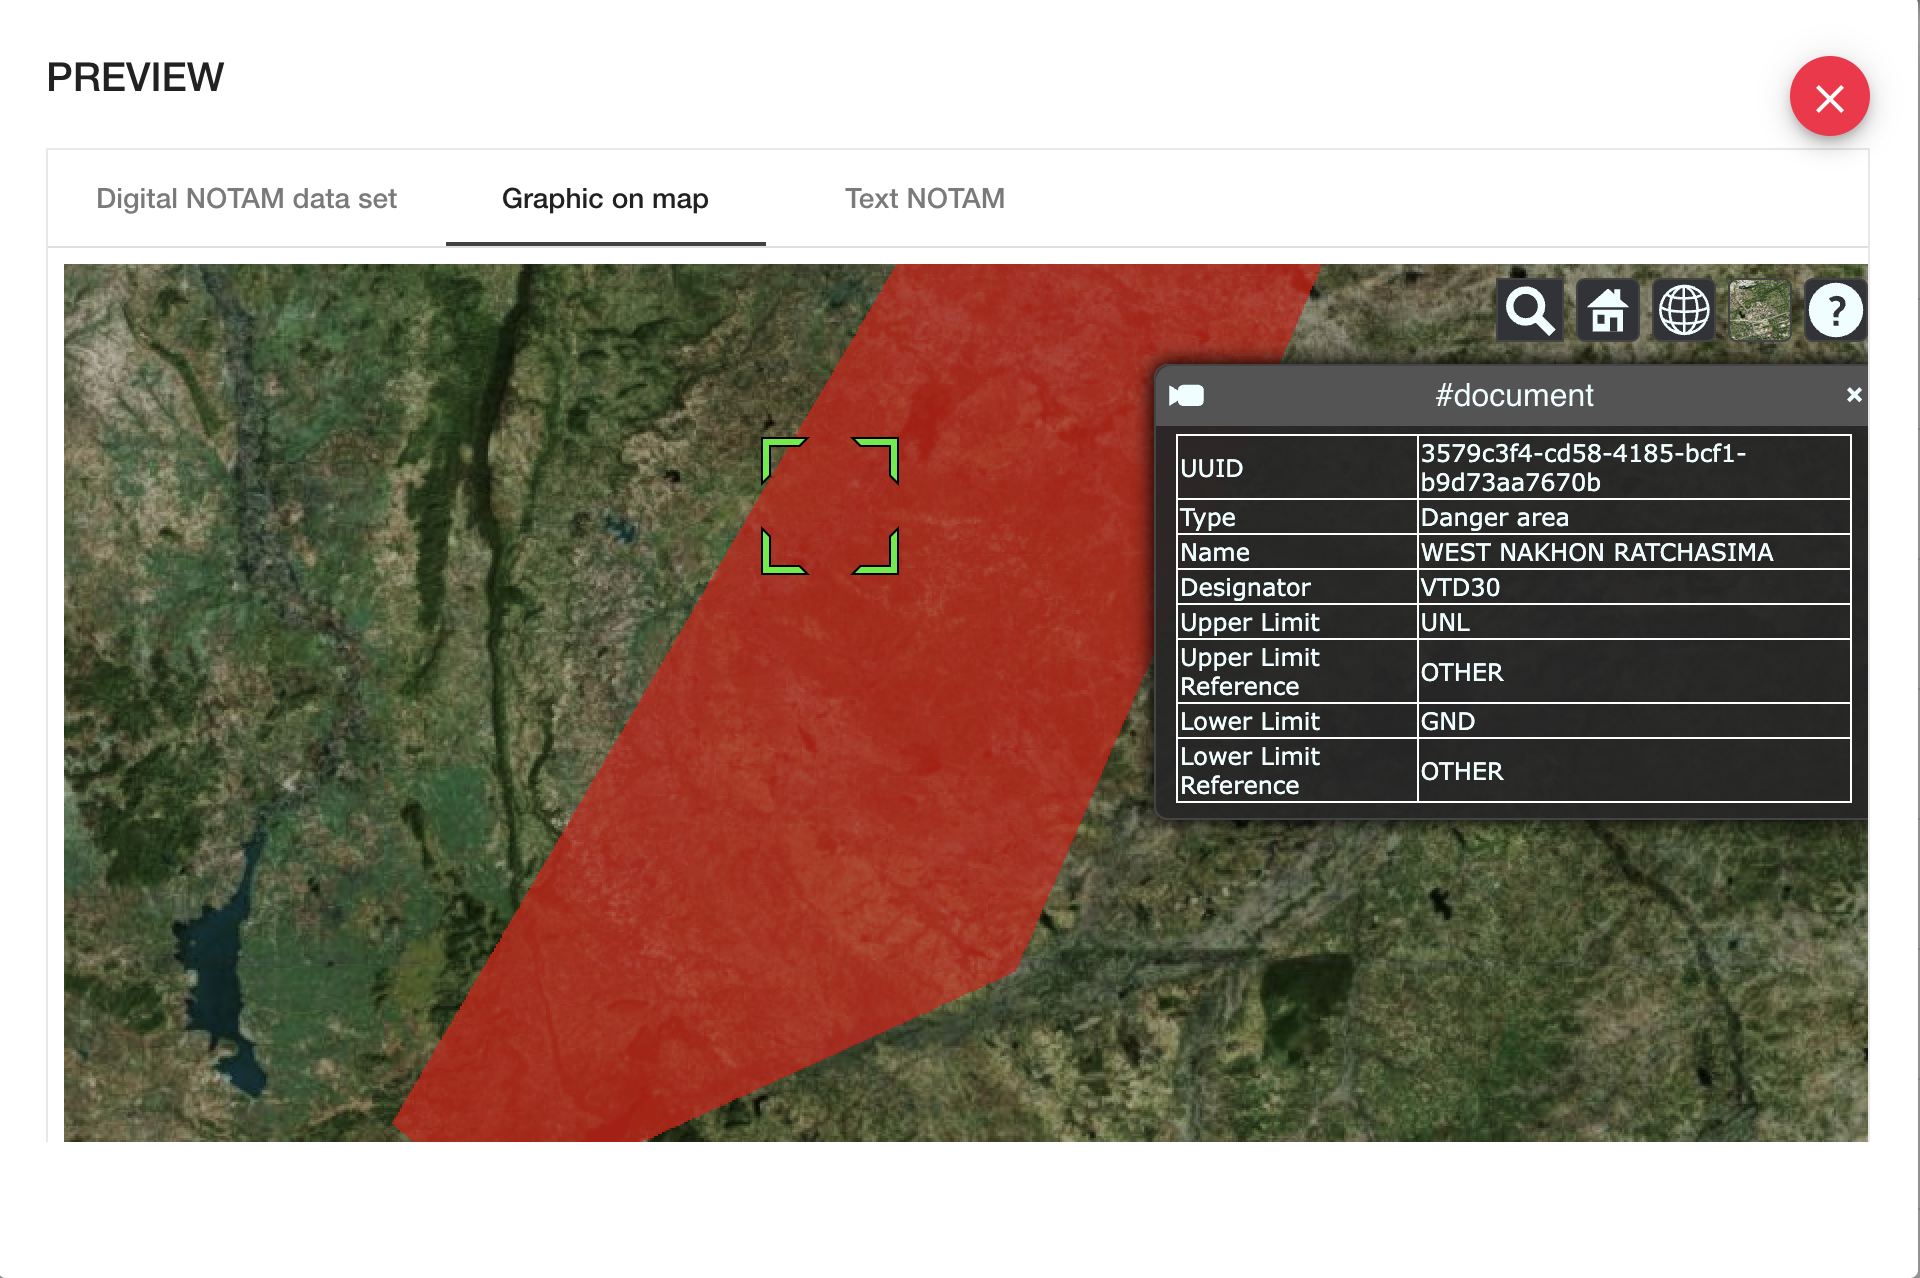 PREVIEW
Digital NOTAM data set
Graphic on map
Text NOTAM
?
#document
UUID
3579c3f4-cd58-4185-bcf1-
b9d73aa7670b
Type
Danger area
Name
WEST NAKHON RATCHASIMA
Designator
VTD30
Upper Limit
UNL
Upper Limit
Reference
OTHER
Lower Limit
GND
Lower Limit
Reference
OTHER